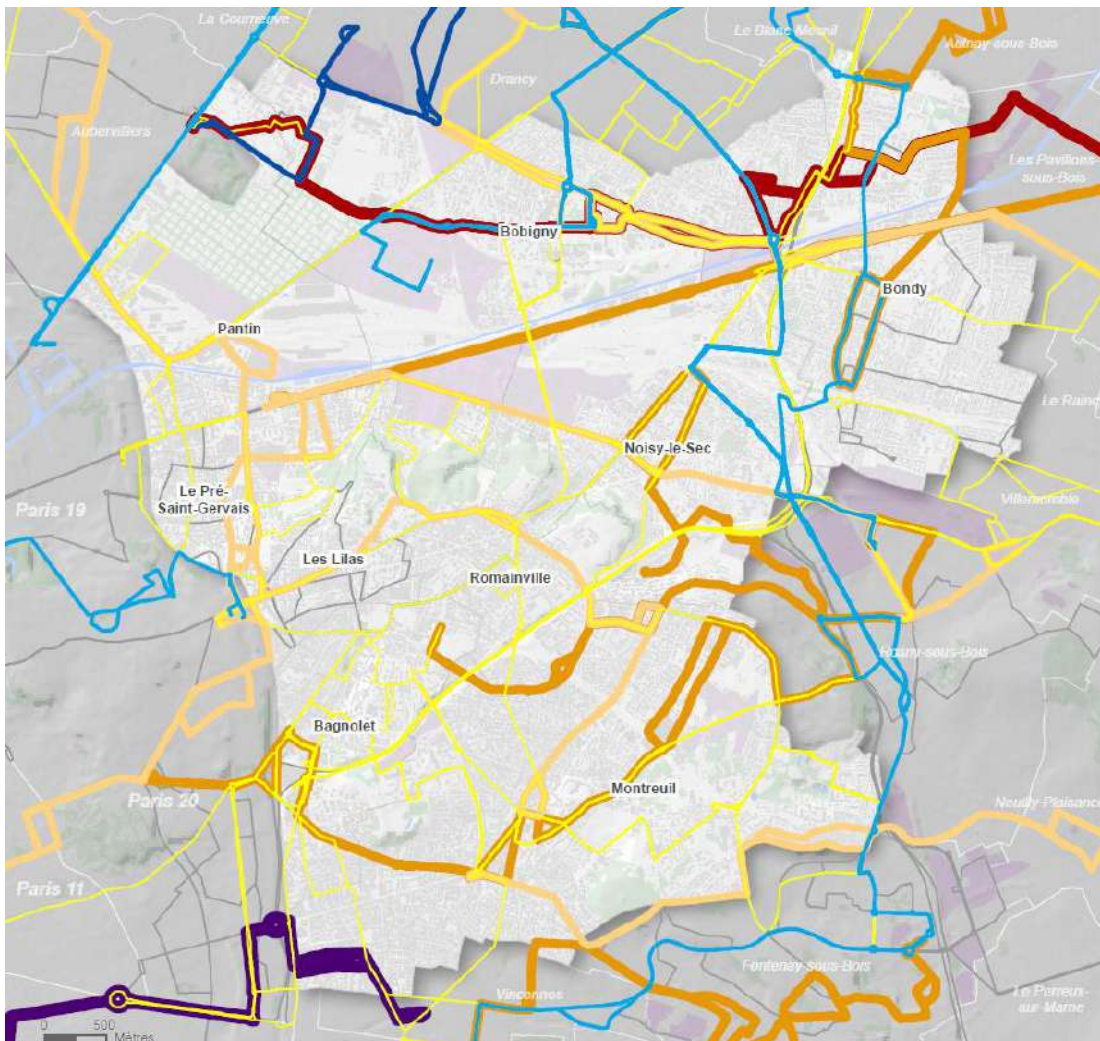 La Courneuve
Le Blanc Mesnil
Aulnay-sous-Bois
Drancy
Aubervilliers
Les Pavillons-
sous-Bois
Bobigny
Bondy
Pantin
Le Raincy
Noisy-le-Sec
Le Pré-
Saint-Gervais
Villemomble
Paris 19
Les Lilas
Romainville
Rosny-sous-Bois
Bagnolet
Montreuil
Paris 20
Neuilly-Plaisance
Paris 11
Fontenay-sous-Bois
Vincennes
Le Perreux-
sur-Marne
0 500
Mètres